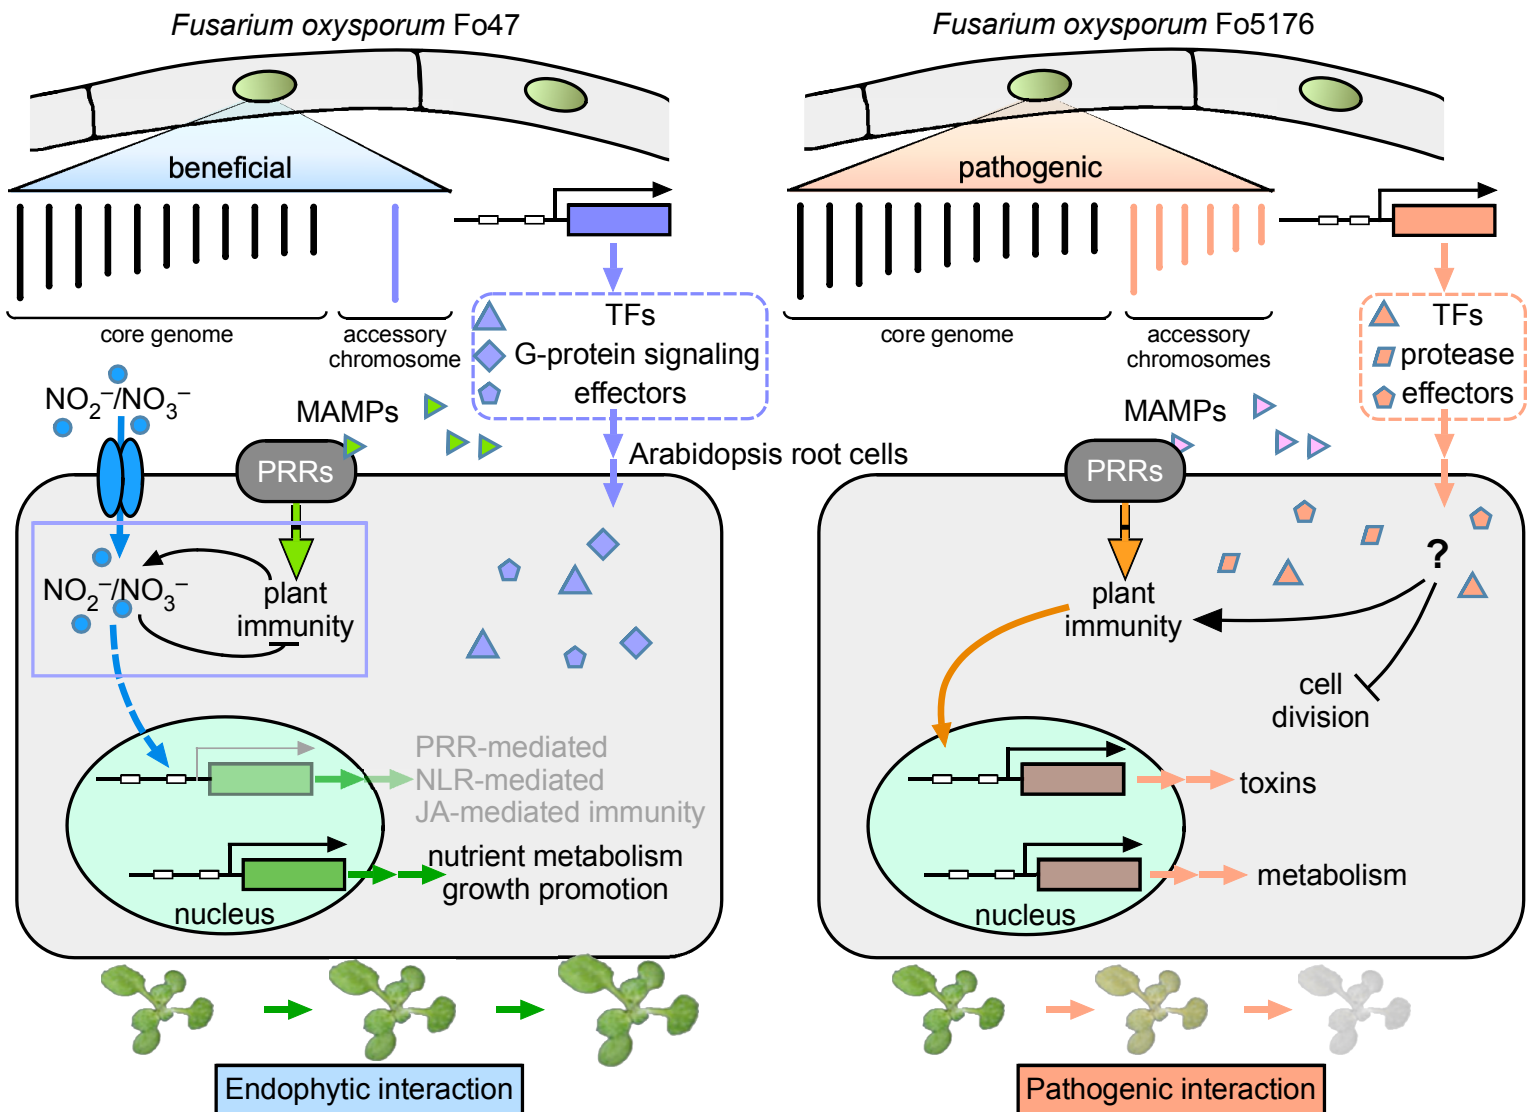 Fusarium oxysporum Fo47
beneficial
core genome
accessory
chromosome
TFs
G-protein signaling
effectors
NO₂⁻/NO₃⁻
MAMPs
PRRs
Arabidopsis root cells
NO₂⁻/NO₃⁻
plant
immunity
PRR-mediated
NLR-mediated
JA-mediated immunity
nutrient metabolism
growth promotion
nucleus
Endophytic interaction
Fusarium oxysporum Fo5176
pathogenic
core genome
accessory
chromosomes
TFs
protease
effectors
MAMPs
PRRs
?
plant
immunity
cell
division
toxins
metabolism
nucleus
Pathogenic interaction